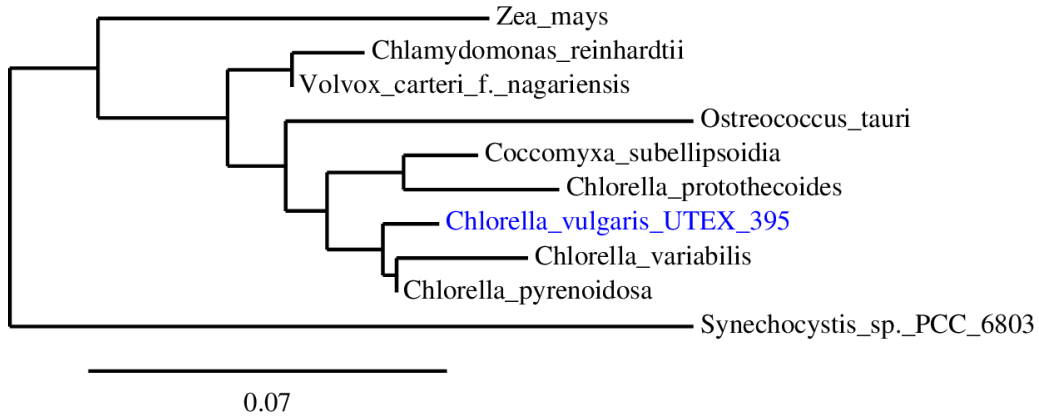 Zea_mays
Chlamydomonas_reinhardtii
Volvox_carteri_f._nagariensis
Ostreococcus_tauri
Coccomyxa_subellipsoidia
Chlorella_protothecoides
Chlorella_vulgaris_UTEX_395
Chlorella_variabilis
Chlorella_pyrenoidosa
Synechocystis_sp._PCC_6803
0.07